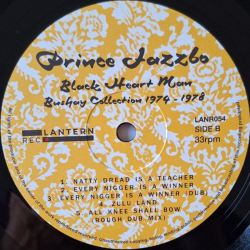 Prince Jazzbo
Black Heart Man
Bushay Collection 1974 - 1978
LANTERN
REC
LANR054
SIDE B
33rpm
1. NATTY DREAD IS A TEACHER
2. EVERY NIGGER IS A WINNER
3. EVERY NIGGER IS A WINNER (DUB)
4. ZULU LAND
5. ALL KNEE SHALL BOW
(ROUGH DUB MIX)